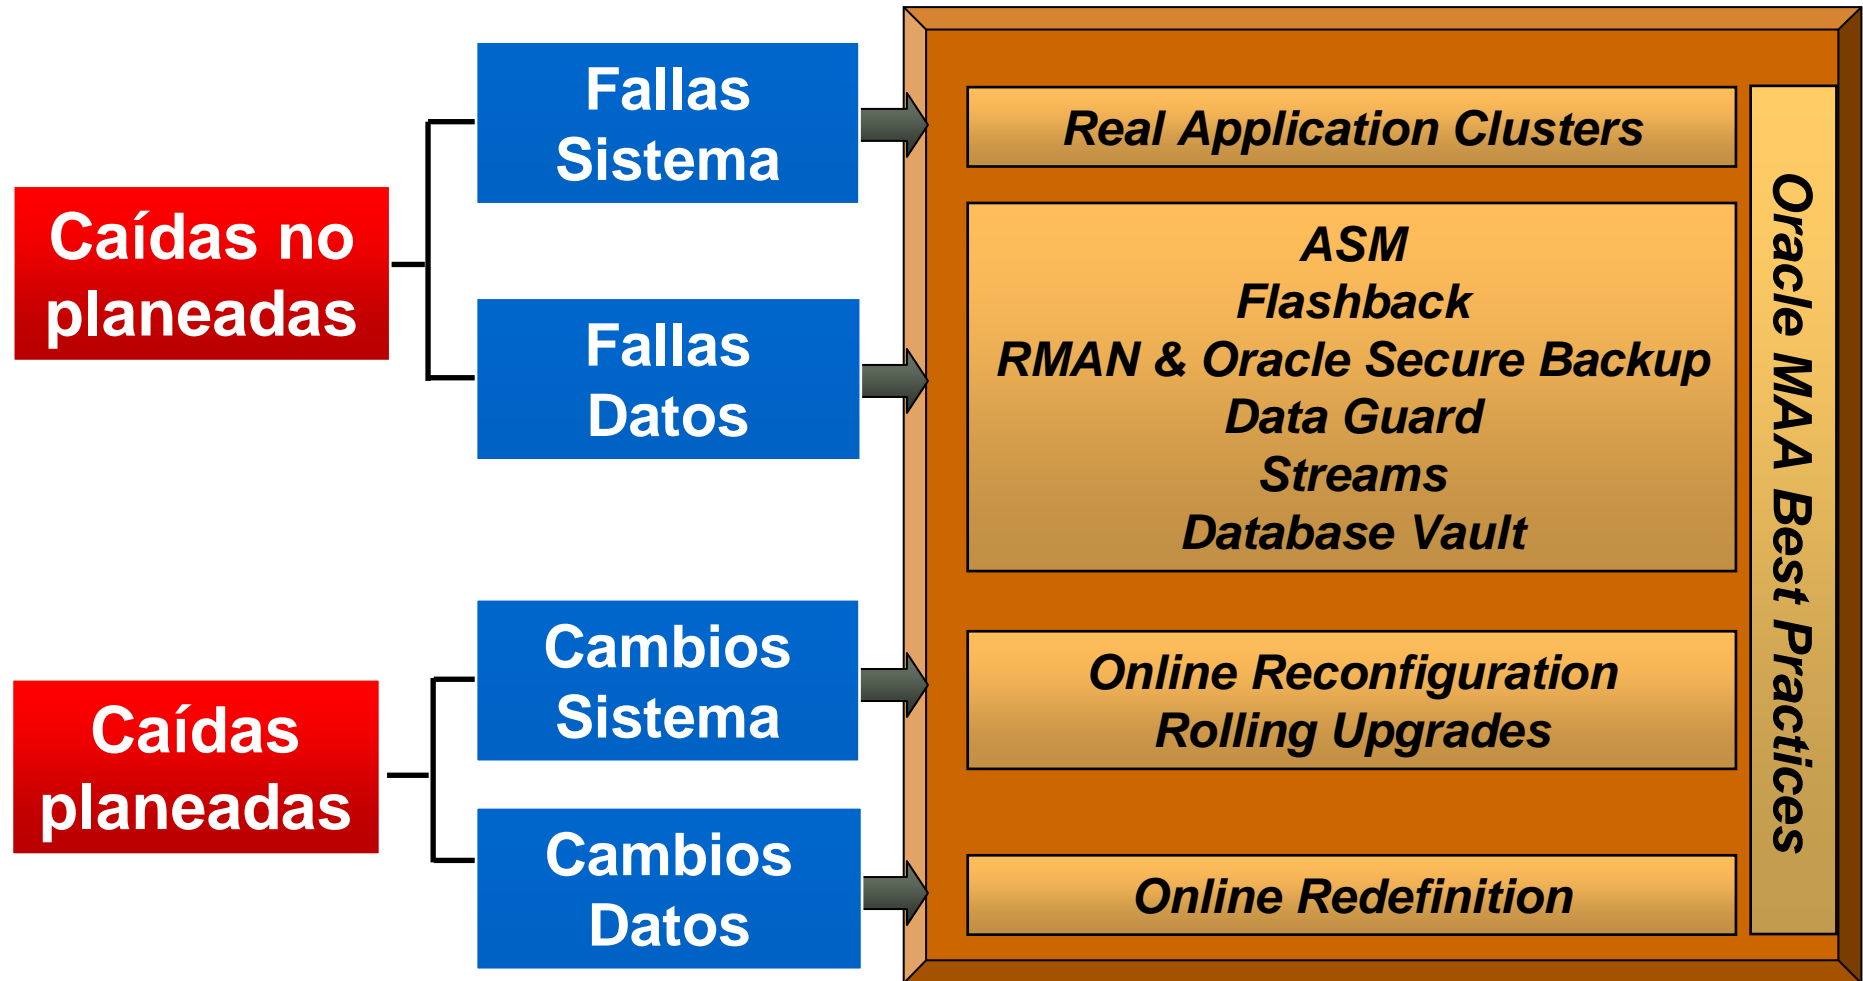 Caídas no
planeadas
Fallas
Sistema
Fallas
Datos
Caídas
planeadas
Cambios
Sistema
Cambios
Datos
Real Application Clusters
ASM
Flashback
RMAN & Oracle Secure Backup
Data Guard
Streams
Database Vault
Online Reconfiguration
Rolling Upgrades
Online Redefinition
Oracle MAA Best Practices